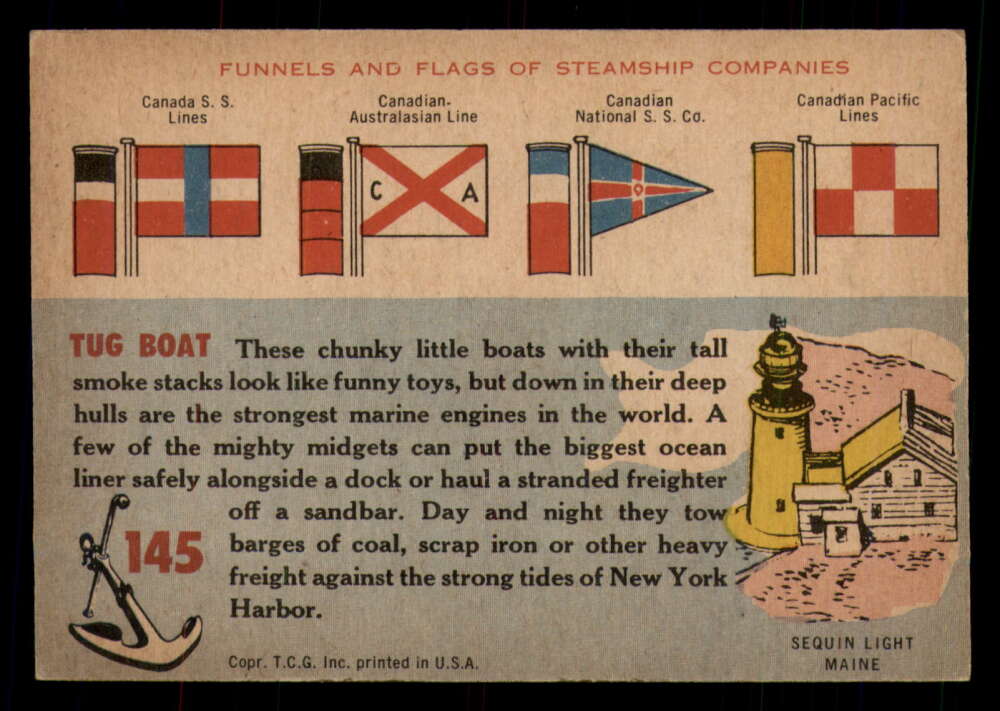 FUNNELS AND FLAGS OF STEAMSHIP COMPANIES
Canada S. S.
Lines
Canadian-
Australasian Line
Canadian
National S. S. Co.
Canadian Pacific
Lines
C A
TUG BOAT These chunky little boats with their tall
smoke stacks look like funny toys, but down in their deep
hulls are the strongest marine engines in the world. A
few of the mighty midgets can put the biggest ocean
liner safely alongside a dock or haul a stranded freighter
off a sandbar. Day and night they tow
barges of coal, scrap iron or other heavy
freight against the strong tides of New York
Harbor.
145
Copr. T.C.G. Inc. printed in U.S.A.
SEQUIN LIGHT
MAINE